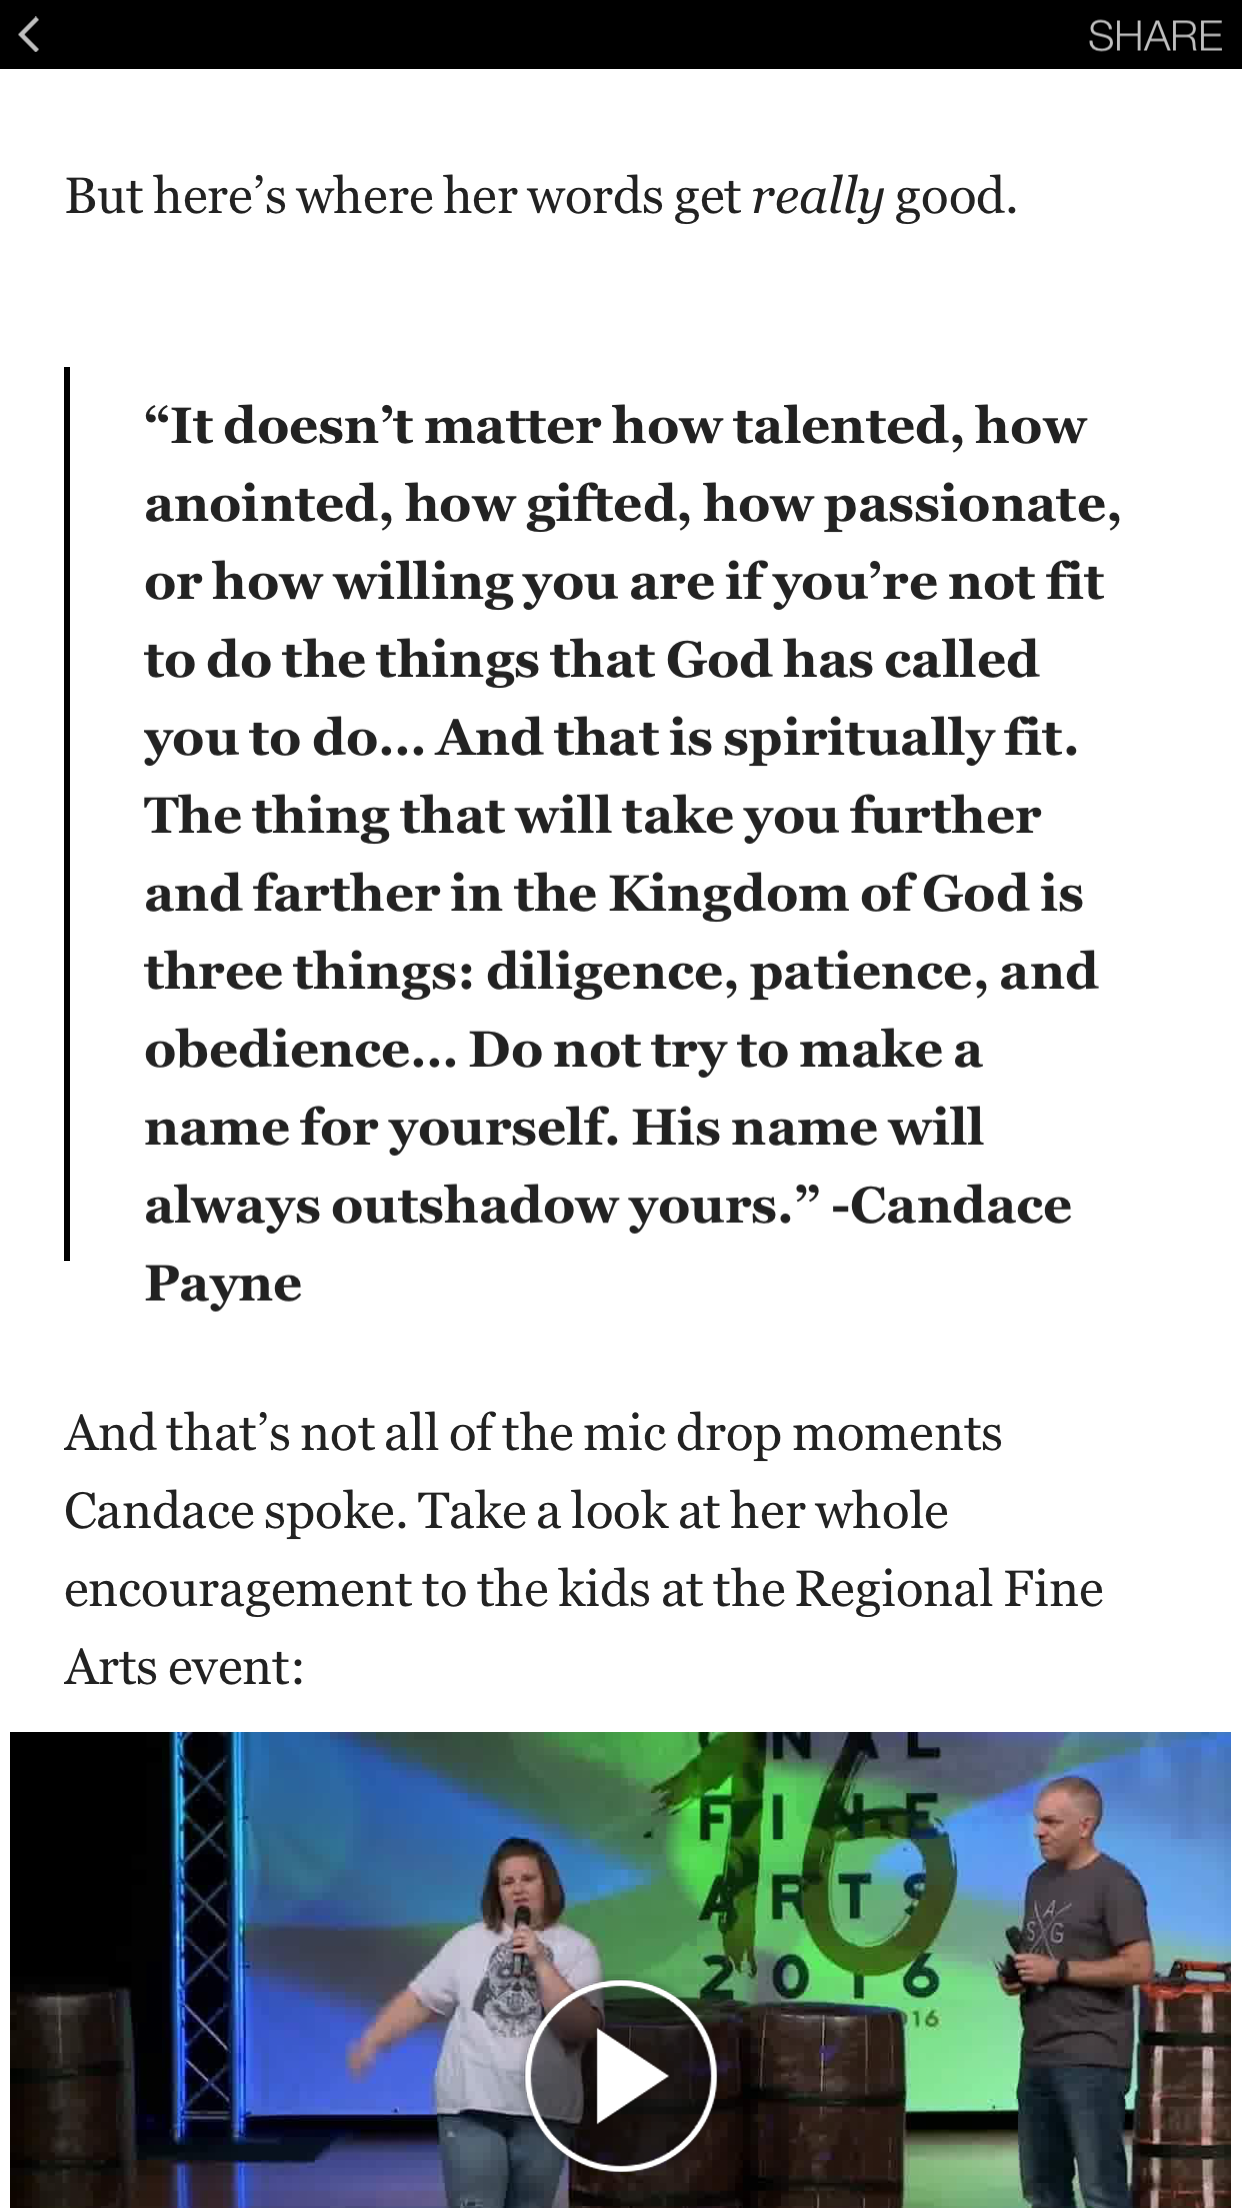 SHARE
But here’s where her words get really good.
“It doesn’t matter how talented, how
anointed, how gifted, how passionate,
or how willing you are if you’re not fit
to do the things that God has called
you to do... And that is spiritually fit.
The thing that will take you further
and farther in the Kingdom of God is
three things: diligence, patience, and
obedience... Do not try to make a
name for yourself. His name will
always outshadow yours.” -Candace
Payne
And that’s not all of the mic drop moments
Candace spoke. Take a look at her whole
encouragement to the kids at the Regional Fine
Arts event:
NAL
FINE
ARTS
2016
16
16
SAG